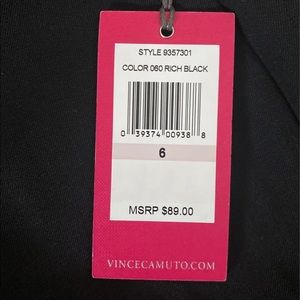 STYLE 9357301
COLOR 060 RICH BLACK
0 39374 00938 8
6
MSRP $89.00
VINCECAMUTO.COM